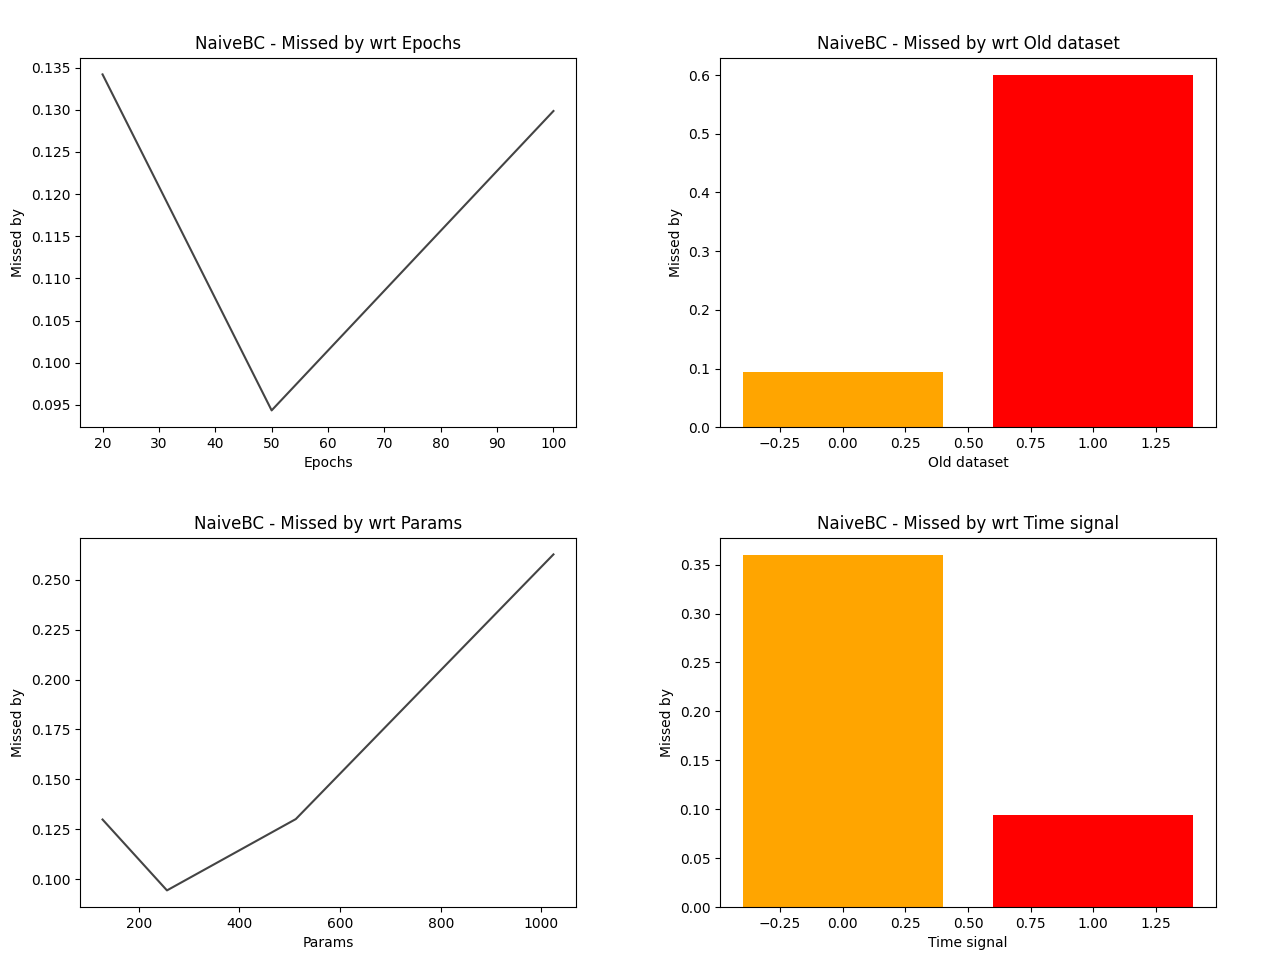 NaiveBC - Missed by wrt Epochs
0.135
0.130
0.125
0.120
0.115
0.110
0.105
0.100
0.095
Missed by
20 30 40 50 60 70 80 90 100
Epochs
NaiveBC - Missed by wrt Old dataset
0.6
0.5
0.4
0.3
0.2
0.1
0.0
Missed by
−0.25 0.00 0.25 0.50 0.75 1.00 1.25
Old dataset
NaiveBC - Missed by wrt Params
0.250
0.225
0.200
0.175
0.150
0.125
0.100
Missed by
200 400 600 800 1000
Params
NaiveBC - Missed by wrt Time signal
0.35
0.30
0.25
0.20
0.15
0.10
0.05
0.00
Missed by
−0.25 0.00 0.25 0.50 0.75 1.00 1.25
Time signal